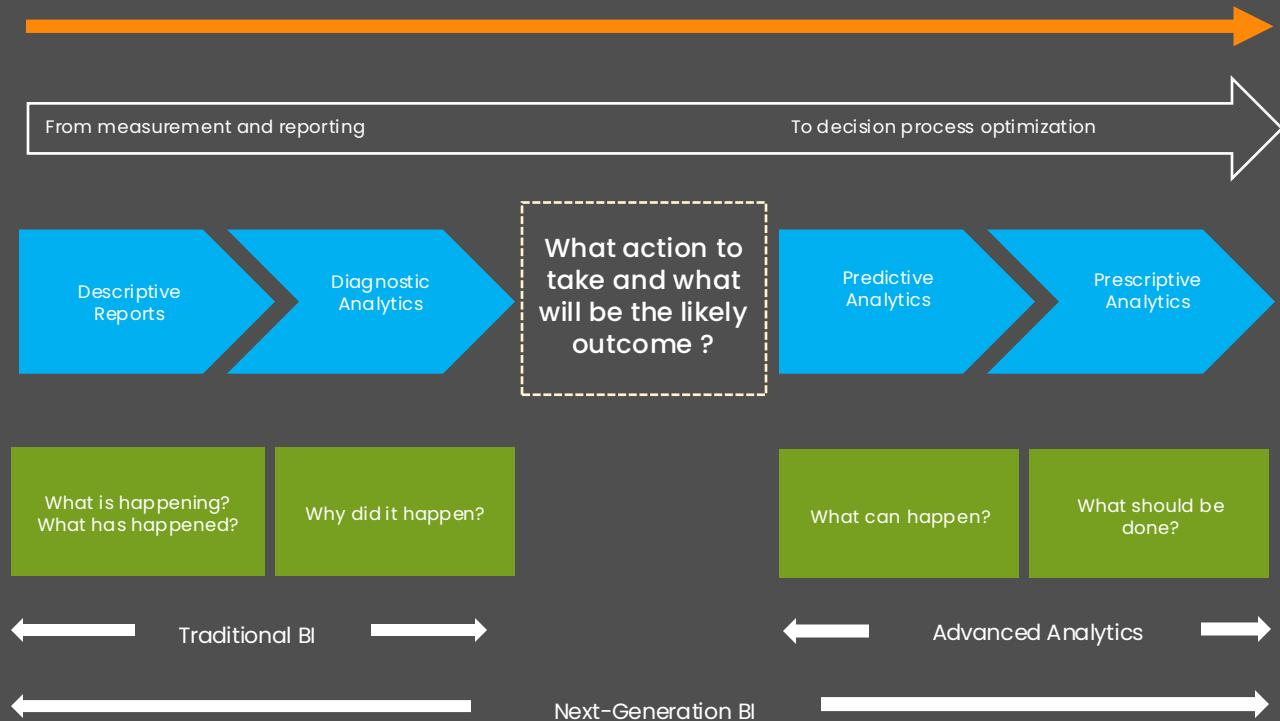 From measurement and reporting
To decision process optimization
Descriptive
Reports
Diagnostic
Analytics
What action to
take and what
will be the likely
outcome ?
Predictive
Analytics
Prescriptive
Analytics
What is happening?
What has happened?
Why did it happen?
What can happen?
What should be
done?
Traditional BI
Advanced Analytics
Next-Generation BI